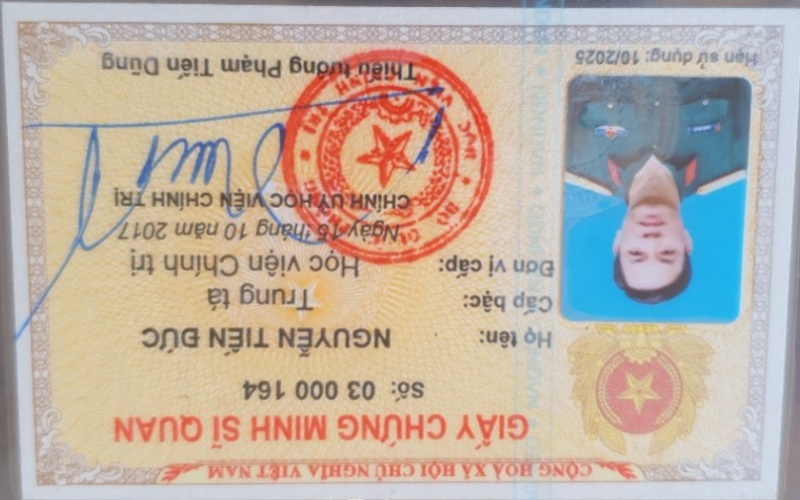 CỘNG HOÀ XÃ HỘI CHỦ NGHĨA VIỆT NAM
GIẤY CHỨNG MINH SĨ QUAN
Số: 03 000 164
Họ tên: NGUYỄN TIẾN ĐỨC
Cấp bậc: Trung tá
Đơn vị cấp: Học viện Chính trị
Ngày 15 tháng 10 năm 2017
CHÍNH UỶ HỌC VIỆN CHÍNH TRỊ
Thiếu tướng Phạm Tiến Dũng
Hạn sử dụng: 10/2025